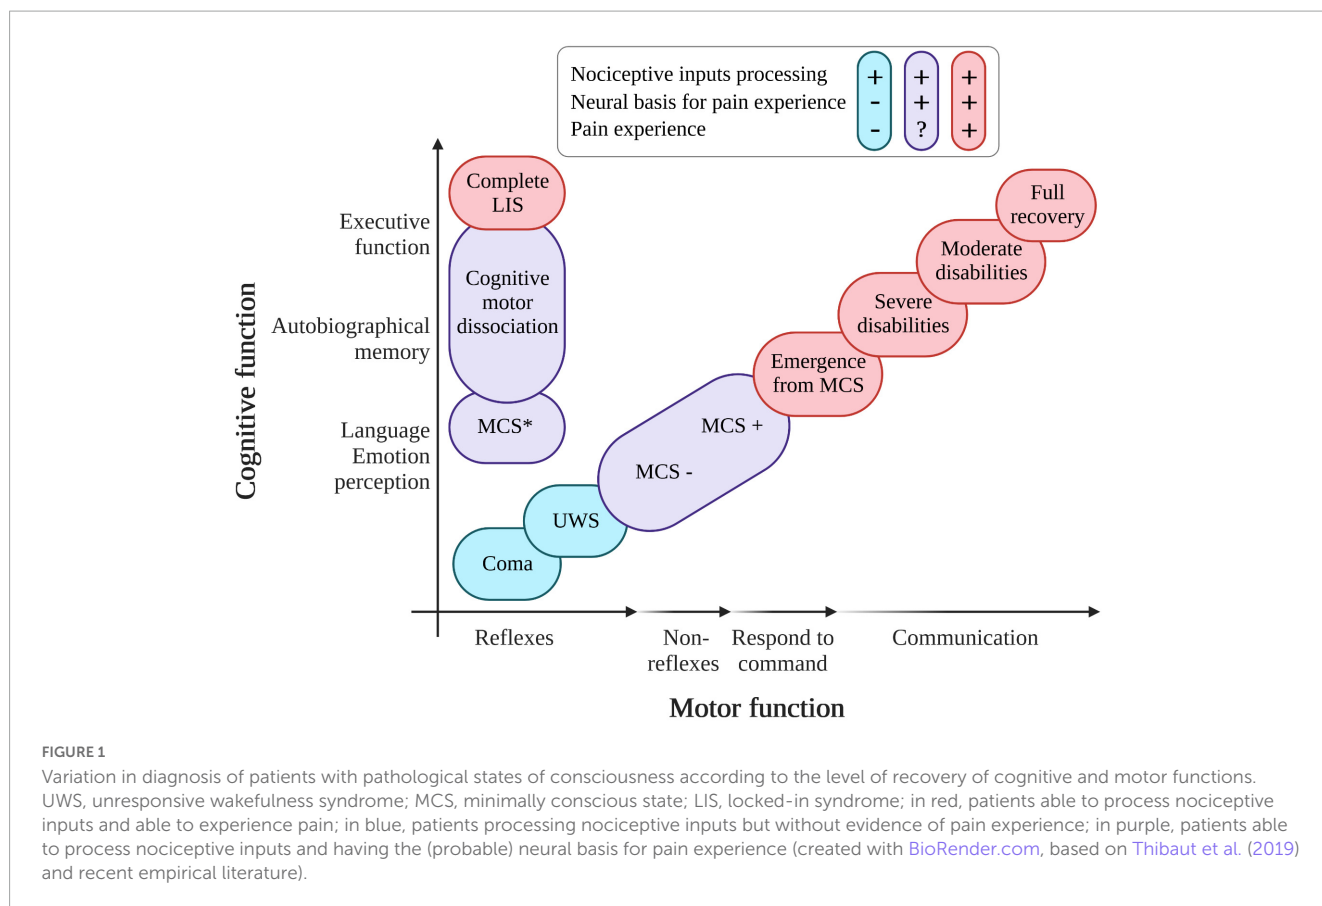 Nociceptive inputs processing + + +
Neural basis for pain experience - + +
Pain experience - ? +
Complete
LIS
Cognitive
motor
dissociation
MCS*
Coma
UWS
MCS -
MCS +
Emergence
from MCS
Severe
disabilities
Moderate
disabilities
Full
recovery
Cognitive function
Executive
function
Autobiographical
memory
Language
Emotion
perception
Reflexes
Non-
reflexes
Respond to
command
Communication
Motor function
FIGURE 1
Variation in diagnosis of patients with pathological states of consciousness according to the level of recovery of cognitive and motor functions.
UWS, unresponsive wakefulness syndrome; MCS, minimally conscious state; LIS, locked-in syndrome; in red, patients able to process nociceptive
inputs and able to experience pain; in blue, patients processing nociceptive inputs but without evidence of pain experience; in purple, patients able
to process nociceptive inputs and having the (probable) neural basis for pain experience (created with BioRender.com, based on Thibaut et al. (2019)
and recent empirical literature).